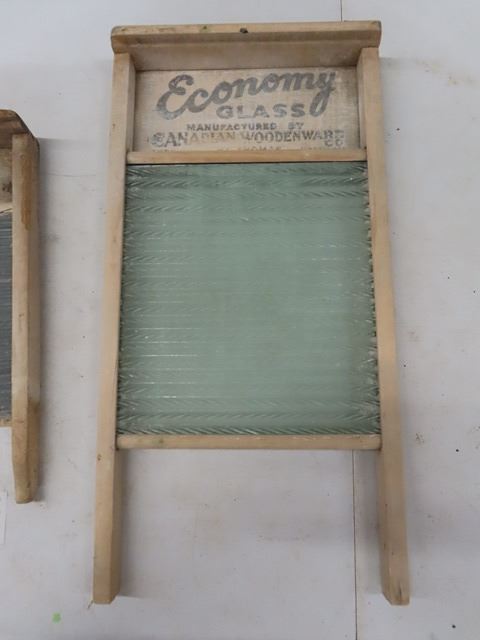 Economy
GLASS
MANUFACTURED BY
CANADIAN WOODENWARE
CO